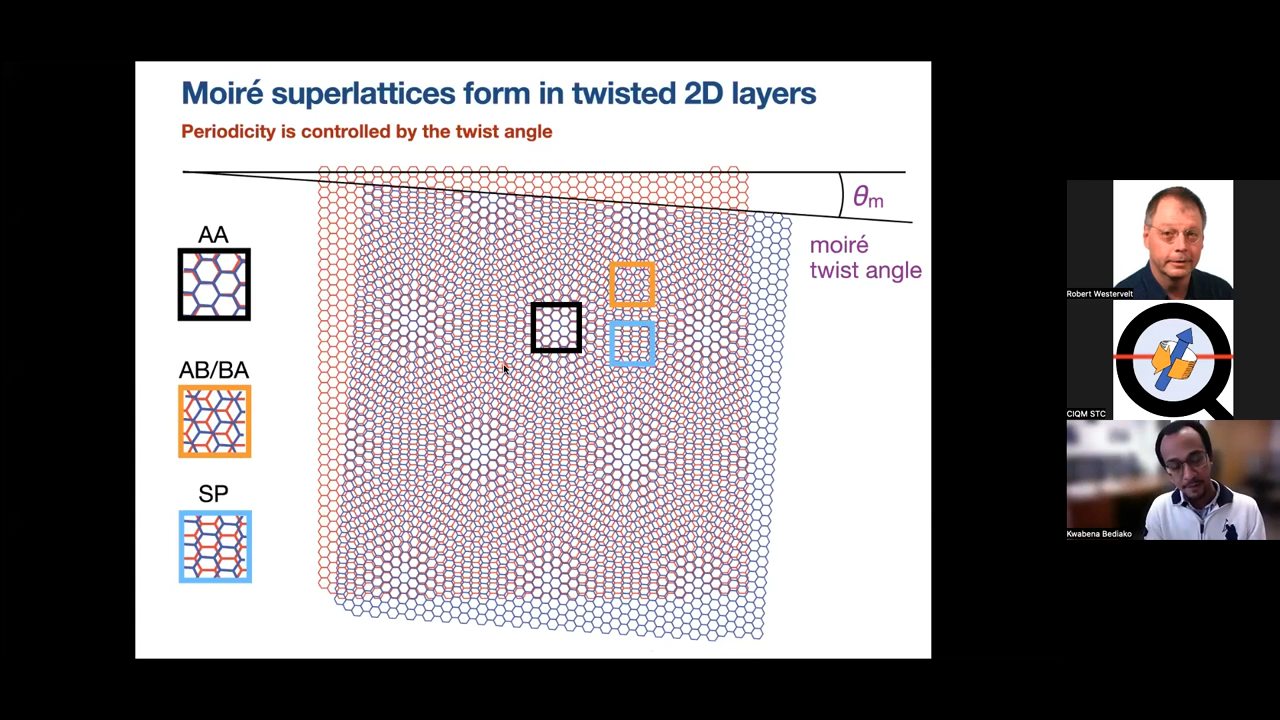 Moiré superlattices form in twisted 2D layers
Periodicity is controlled by the twist angle
θm
moiré
twist angle
AA
AB/BA
SP
Robert Westervelt
CIQM STC
Kwabena Bediako